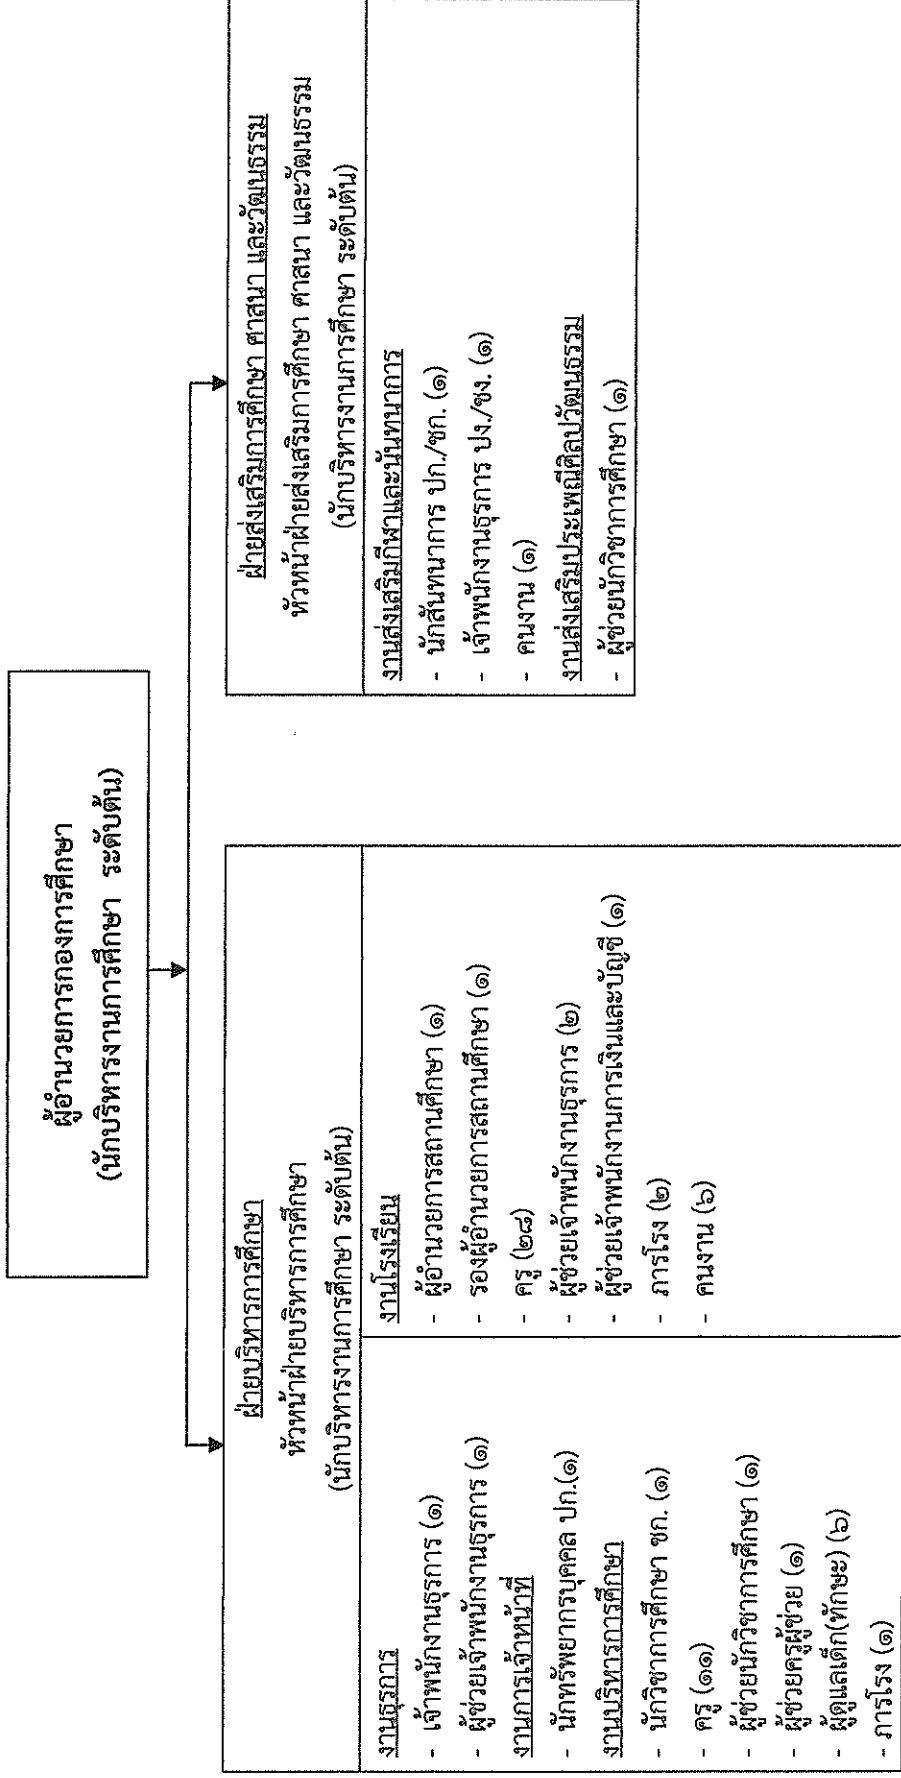 ผู้อำนวยการกองการศึกษา
(นักบริหารงานการศึกษา ระดับต้น)
ฝ่ายบริหารการศึกษา
หัวหน้าฝ่ายบริหารการศึกษา
(นักบริหารงานการศึกษา ระดับต้น)
งานธุรการ
- เจ้าพนักงานธุรการ (๑)
- ผู้ช่วยเจ้าพนักงานธุรการ (๑)
งานการเจ้าหน้าที่
- นักทรัพยากรบุคคล ปก.(๑)
งานบริหารการศึกษา
- นักวิชาการศึกษา ชก. (๑)
- ครู (๑๑)
- ผู้ช่วยนักวิชาการศึกษา (๑)
- ผู้ช่วยครูผู้ช่วย (๑)
- ผู้ดูแลเด็ก(ทักษะ) (๖)
- ภารโรง (๑)
งานโรงเรียน
- ผู้อำนวยการสถานศึกษา (๑)
- รองผู้อำนวยการสถานศึกษา (๑)
- ครู (๒๘)
- ผู้ช่วยเจ้าพนักงานธุรการ (๒)
- ผู้ช่วยเจ้าพนักงานการเงินและบัญชี (๑)
- ภารโรง (๒)
- คนงาน (๖)
ฝ่ายส่งเสริมการศึกษา ศาสนา และวัฒนธรรม
หัวหน้าฝ่ายส่งเสริมการศึกษา ศาสนา และวัฒนธรรม
(นักบริหารงานการศึกษา ระดับต้น)
งานส่งเสริมกีฬาและนันทนาการ
- นักสันทนาการ ปก./ชก. (๑)
- เจ้าพนักงานธุรการ ปง./ชง. (๑)
- คนงาน (๑)
งานส่งเสริมประเพณีศิลปวัฒนธรรม
- ผู้ช่วยนักวิชาการศึกษา (๑)